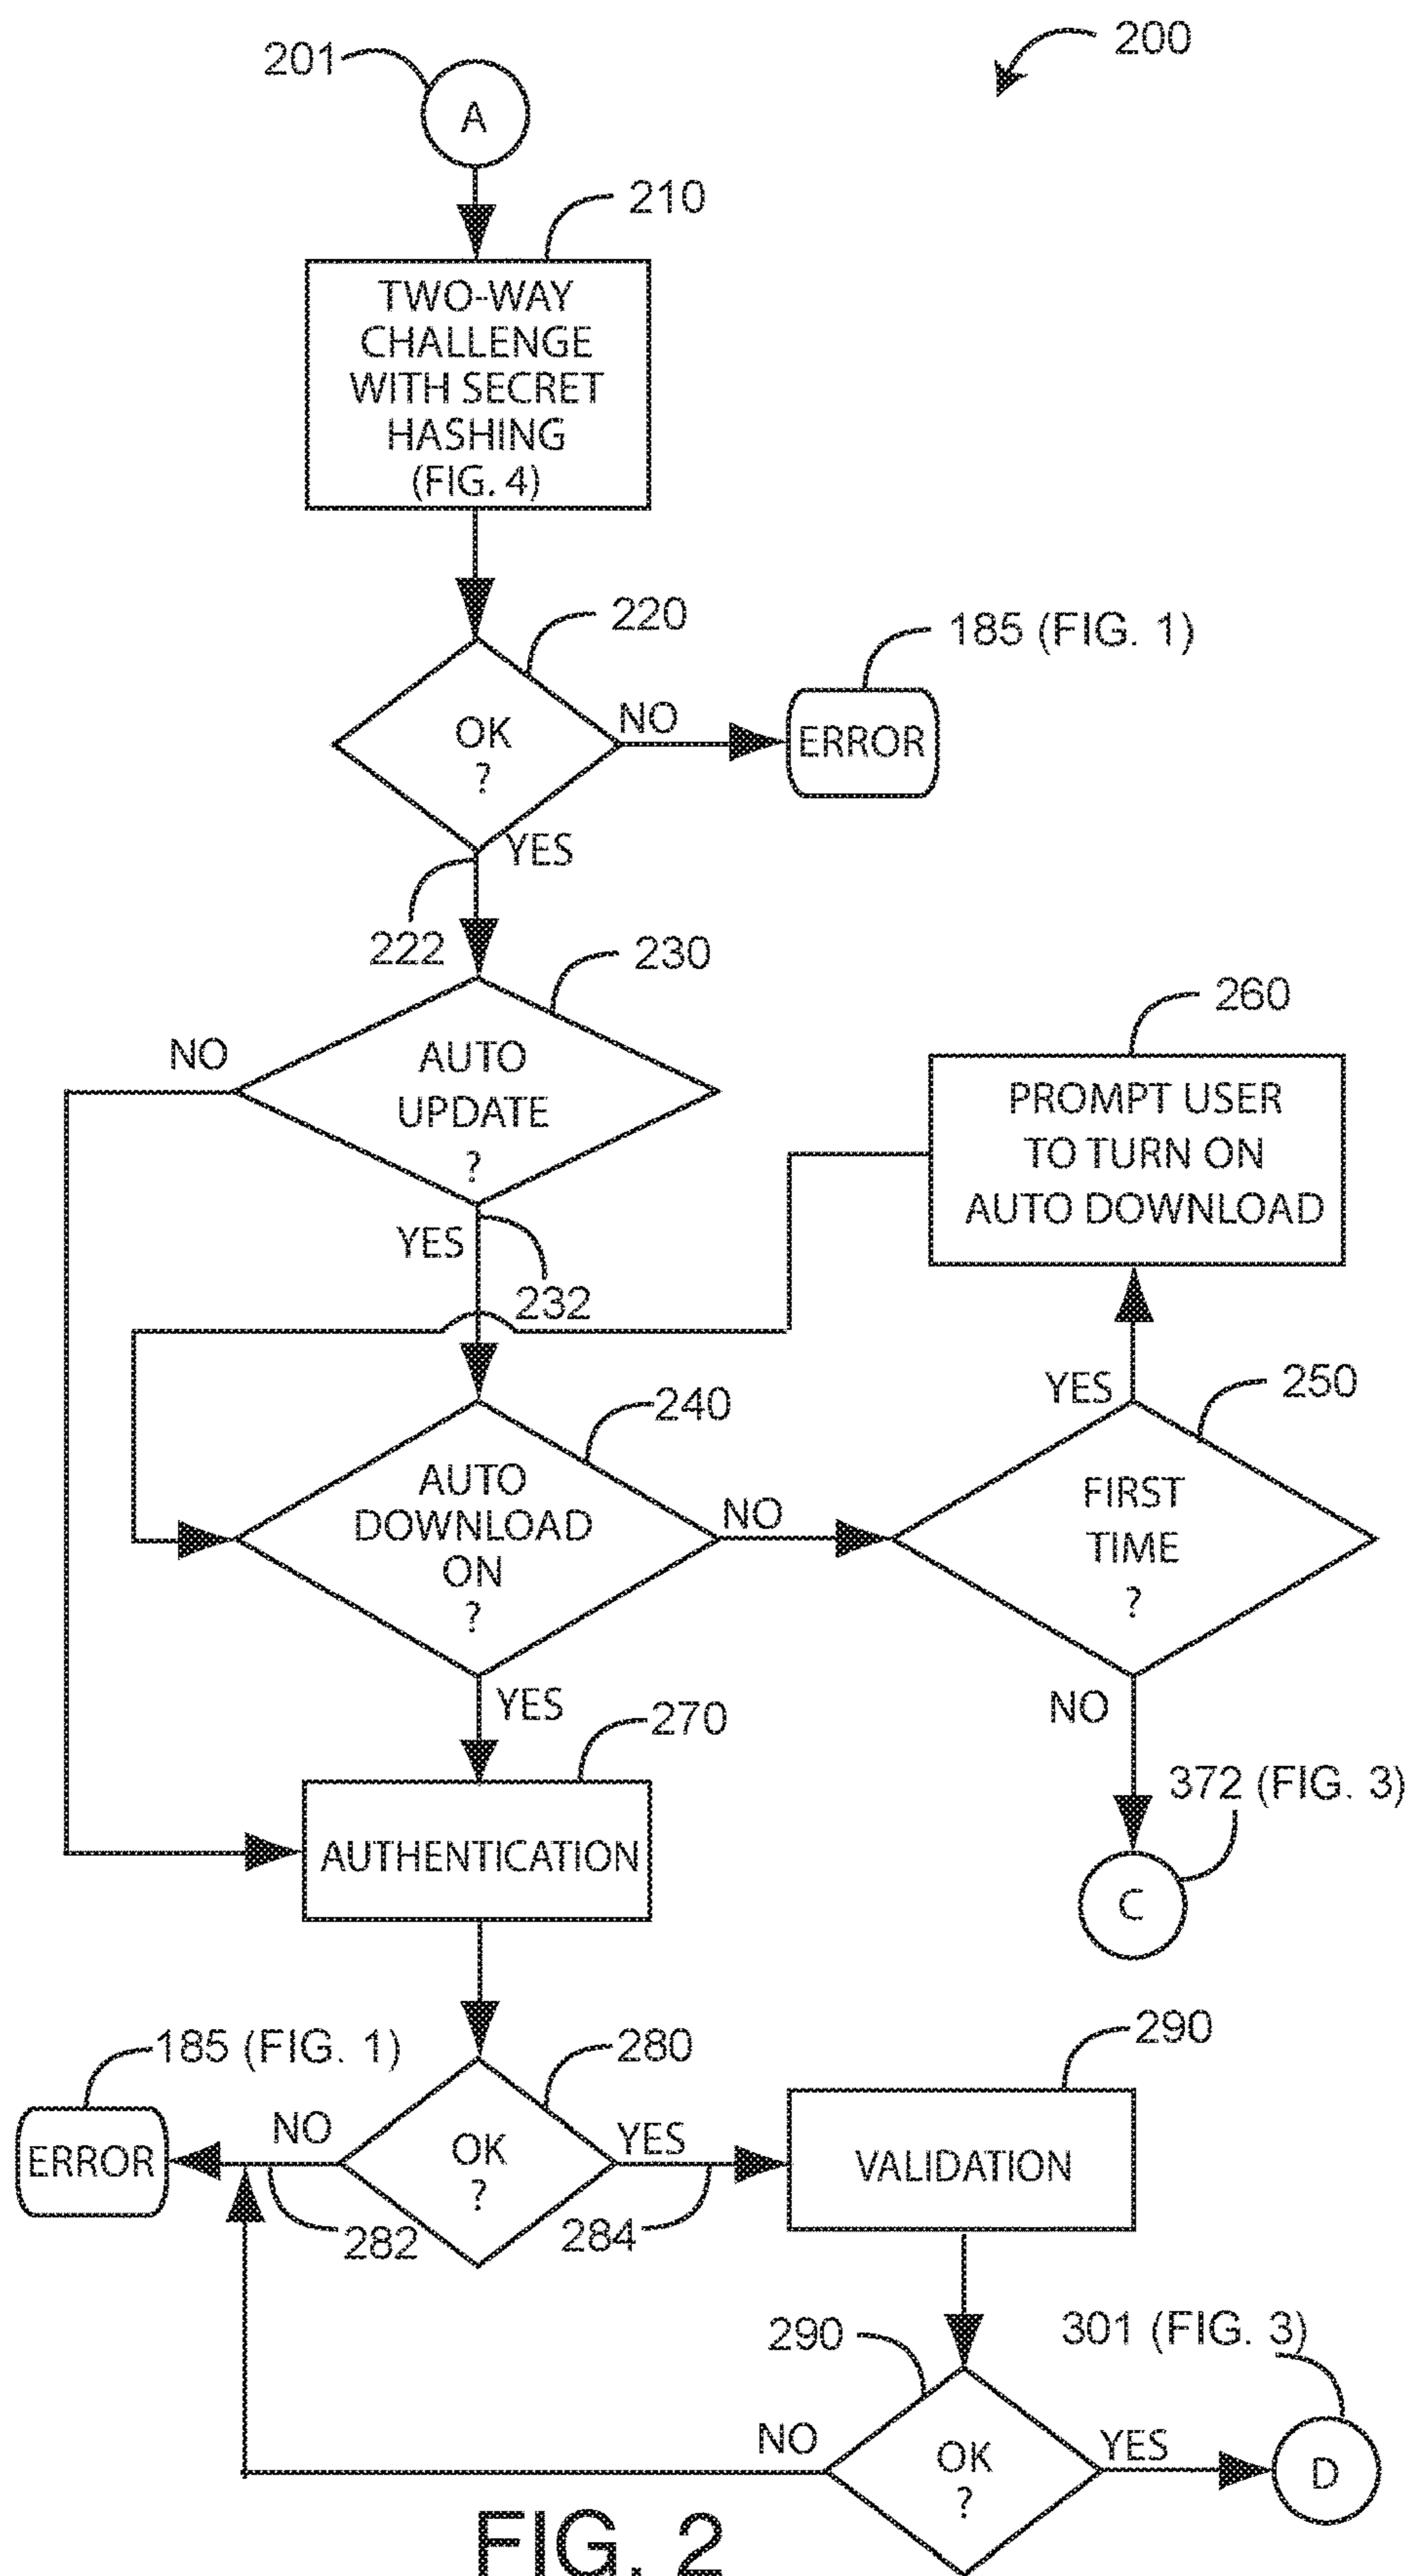 200
201
A
210
TWO-WAY
CHALLENGE
WITH SECRET
HASHING
(FIG. 4)
220
185 (FIG. 1)
OK
?
NO
ERROR
YES
222
230
NO
AUTO
UPDATE
?
260
PROMPT USER
TO TURN ON
AUTO DOWNLOAD
YES
232
240
AUTO
DOWNLOAD
ON
?
NO
YES
250
FIRST
TIME
?
YES
270
NO
372 (FIG. 3)
AUTHENTICATION
C
185 (FIG. 1)
280
290
ERROR
NO
OK
?
YES
VALIDATION
282
284
290
301 (FIG. 3)
NO
OK
?
YES
D
FIG. 2